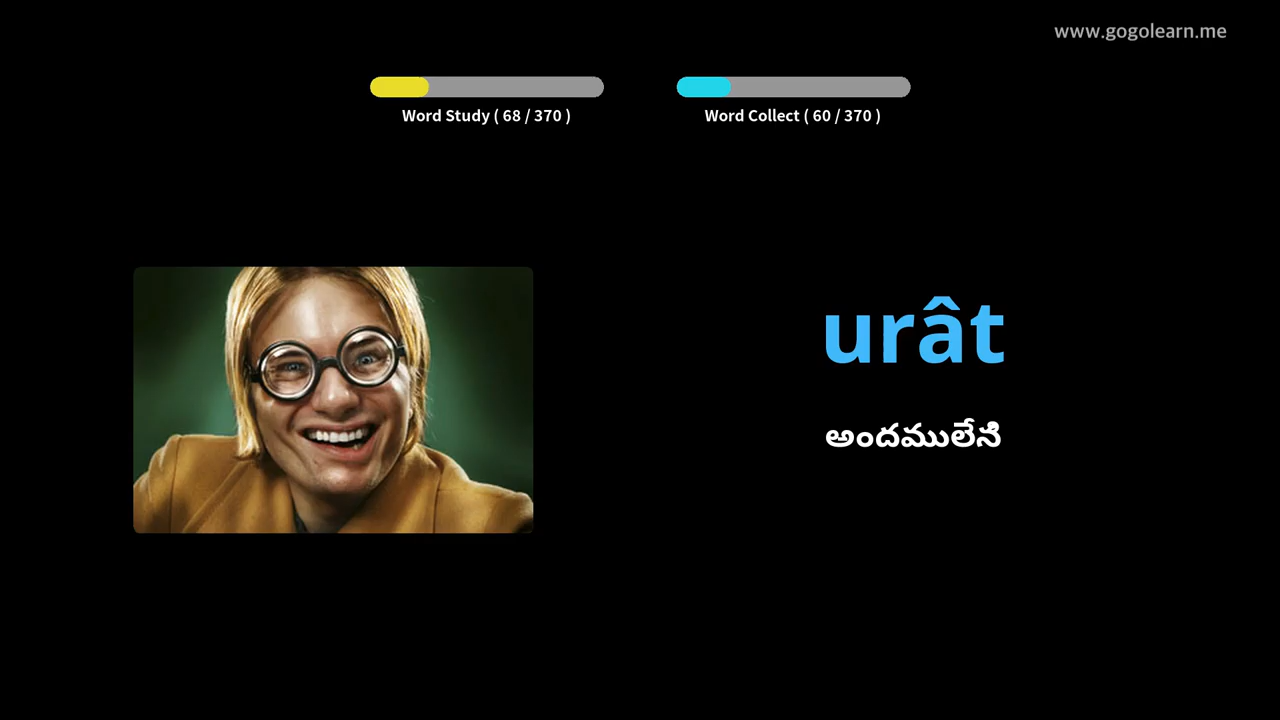 www.gogolearn.me
Word Study ( 68 / 370 )
Word Collect ( 60 / 370 )
urât
అందములేని